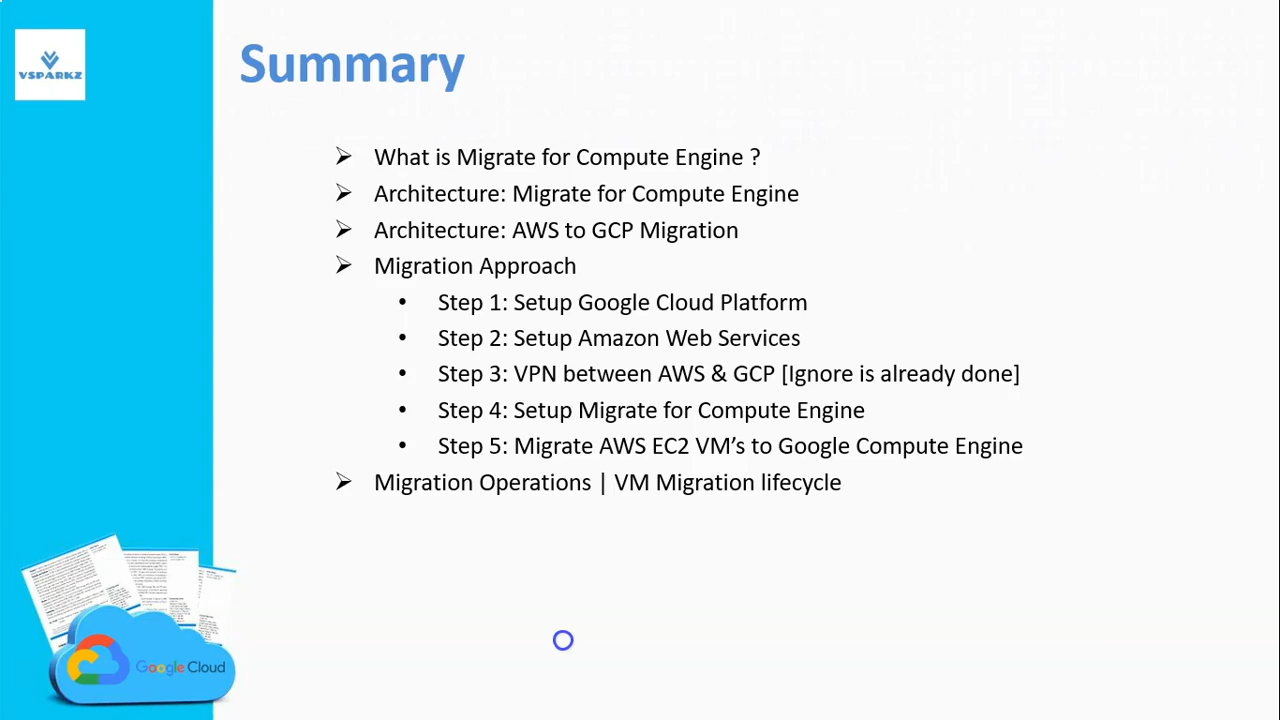 VSPARKZ
Summary
➢ What is Migrate for Compute Engine ?
➢ Architecture: Migrate for Compute Engine
➢ Architecture: AWS to GCP Migration
➢ Migration Approach
• Step 1: Setup Google Cloud Platform
• Step 2: Setup Amazon Web Services
• Step 3: VPN between AWS & GCP [Ignore is already done]
• Step 4: Setup Migrate for Compute Engine
• Step 5: Migrate AWS EC2 VM’s to Google Compute Engine
➢ Migration Operations | VM Migration lifecycle
Google Cloud